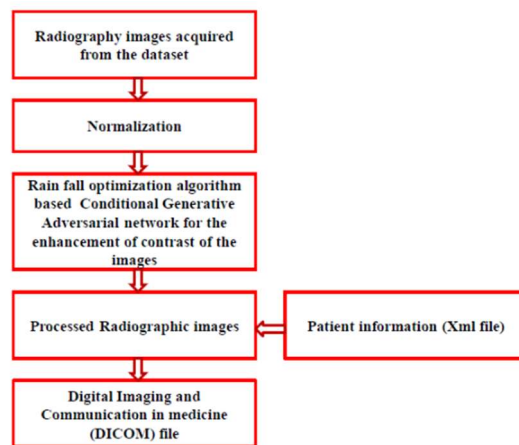 Radiography images acquired
from the dataset
Normalization
Rain fall optimization algorithm
based Conditional Generative
Adversarial network for the
enhancement of contrast of the
images
Processed Radiographic images
Patient information (Xml file)
Digital Imaging and
Communication in medicine
(DICOM) file